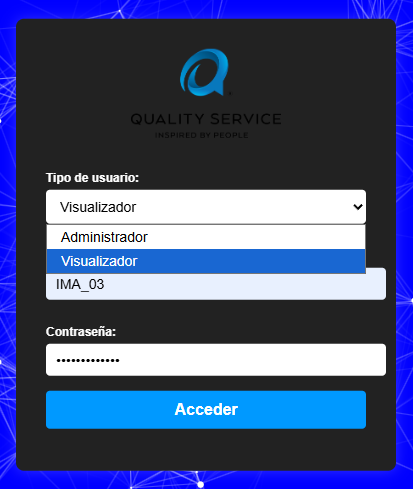 QUALITY SERVICE
INSPIRED BY PEOPLE
Tipo de usuario:
Visualizador
Administrador
Visualizador
IMA_03
Contraseña:
•••••••••••••
Acceder